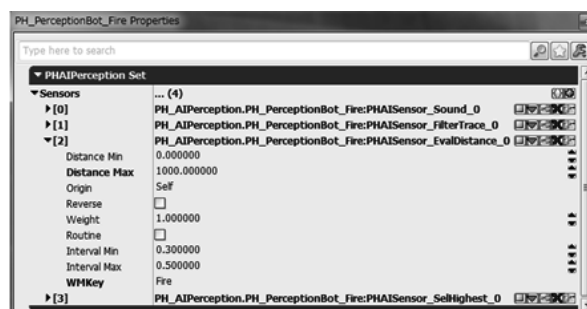 PH_PerceptionBot_Fire Properties
Type here to search
PHAIPerception Set
Sensors ... (4)
[0] PH_AIPerception.PH_PerceptionBot_Fire:PHAISensor_Sound_0
[1] PH_AIPerception.PH_PerceptionBot_Fire:PHAISensor_FilterTrace_0
[2] PH_AIPerception.PH_PerceptionBot_Fire:PHAISensor_EvalDistance_0
Distance Min 0.000000
Distance Max 1000.000000
Origin Self
Reverse
Weight 1.000000
Routine
Interval Min 0.300000
Interval Max 0.500000
WMKey Fire
[3] PH_AIPerception.PH_PerceptionBot_Fire:PHAISensor_SelHighest_0